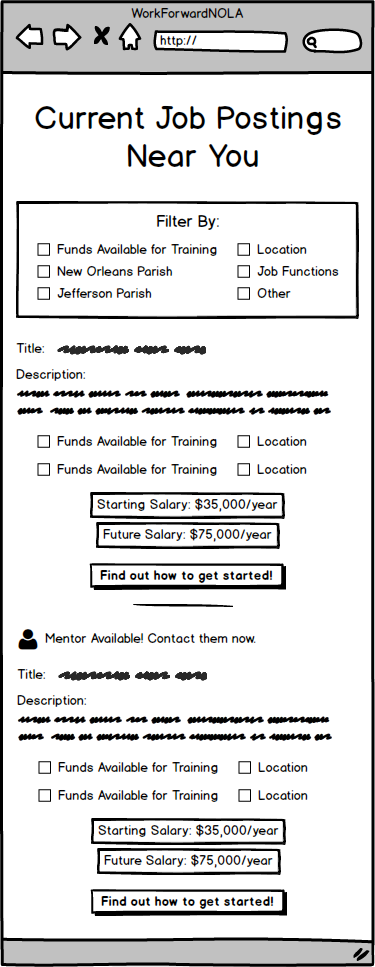 WorkForwardNOLA
http://
Current Job Postings
Near You
Filter By:
Funds Available for Training Location
New Orleans Parish Job Functions
Jefferson Parish Other
Title:
Description:
Funds Available for Training Location
Funds Available for Training Location
Starting Salary: $35,000/year
Future Salary: $75,000/year
Find out how to get started!
Mentor Available! Contact them now.
Title:
Description:
Funds Available for Training Location
Funds Available for Training Location
Starting Salary: $35,000/year
Future Salary: $75,000/year
Find out how to get started!